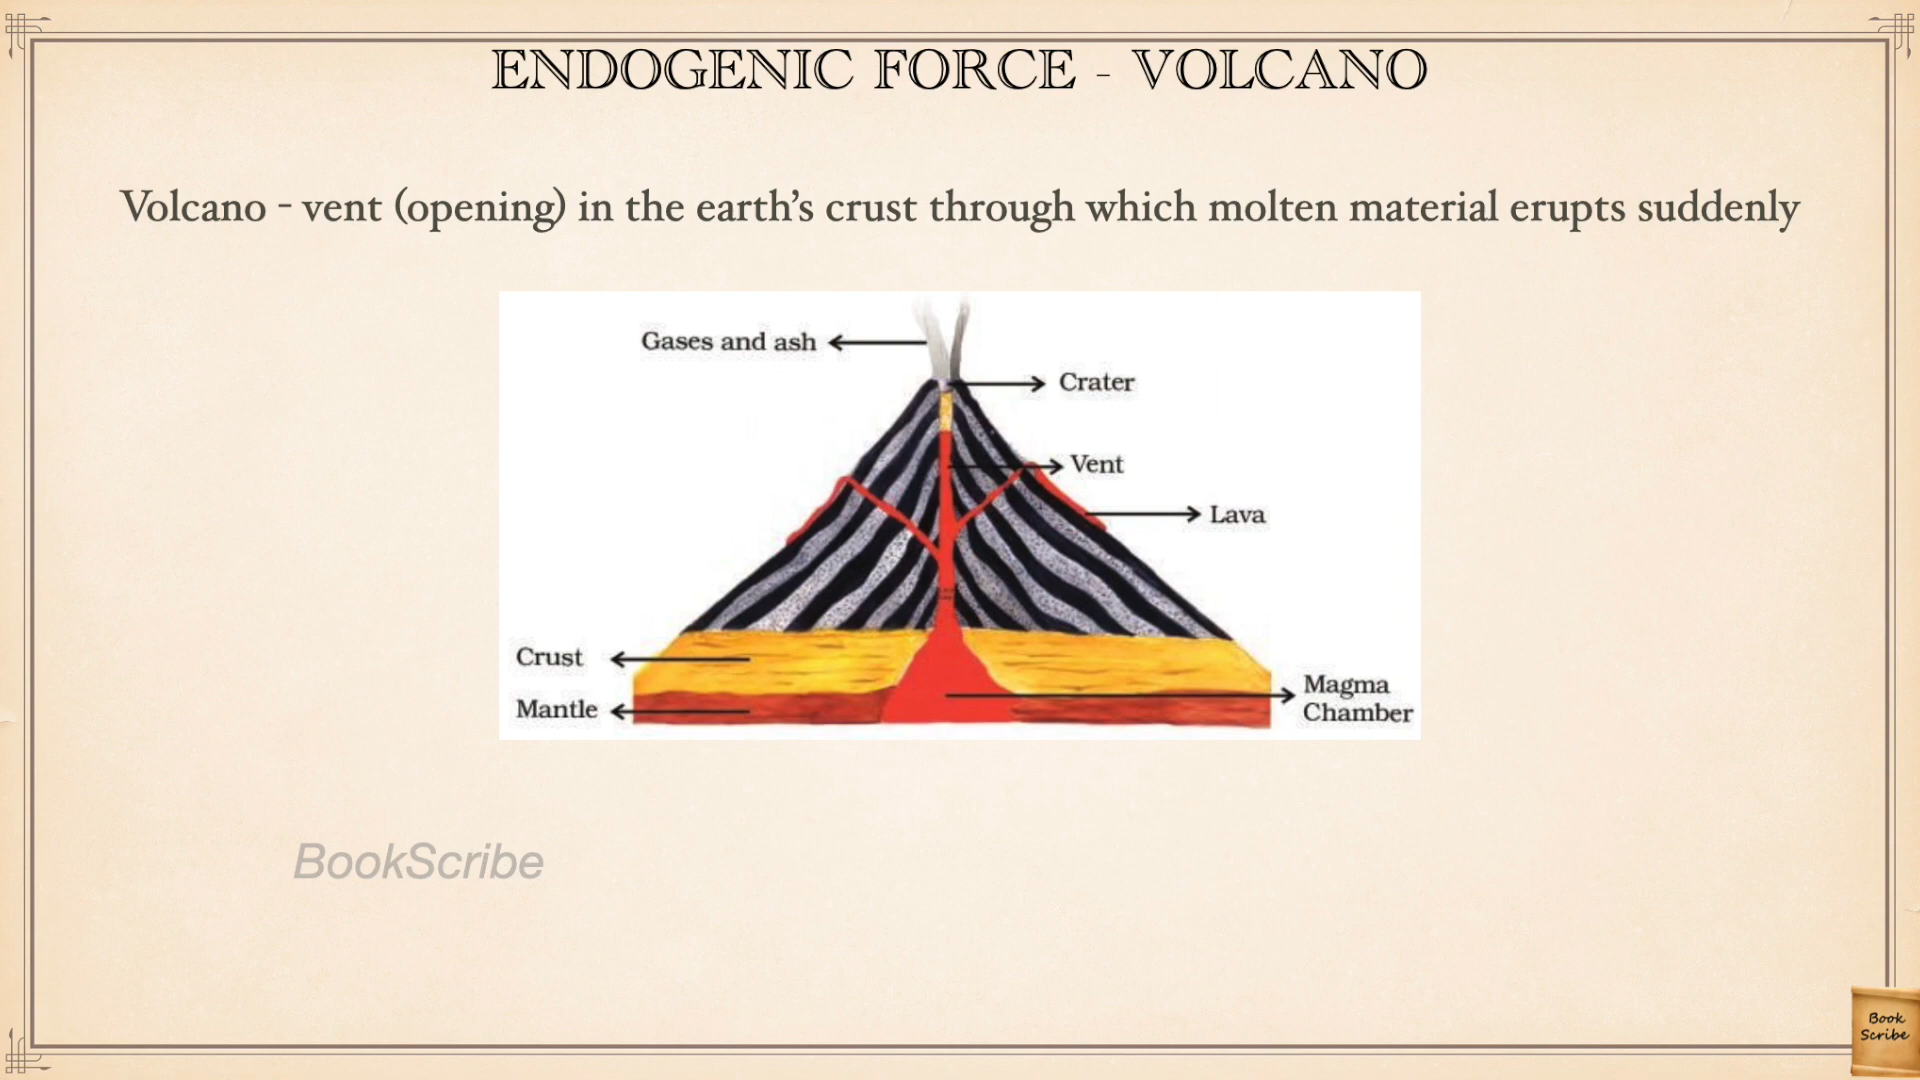 ENDOGENIC FORCE - VOLCANO
Volcano - vent (opening) in the earth's crust through which molten material erupts suddenly
Gases and ash
Crater
Vent
Lava
Crust
Mantle
Magma
Chamber
BookScribe
Book
Scribe